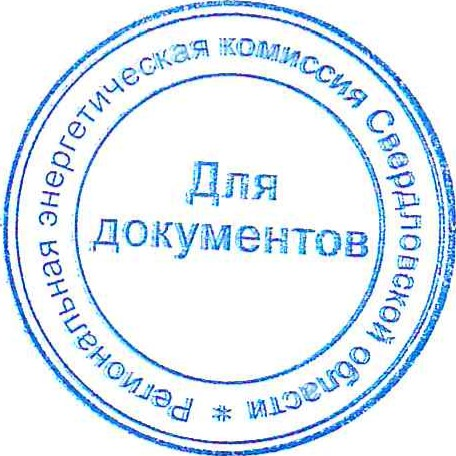 Региональная энергетическая комиссия Свердловской области *
Для
документов